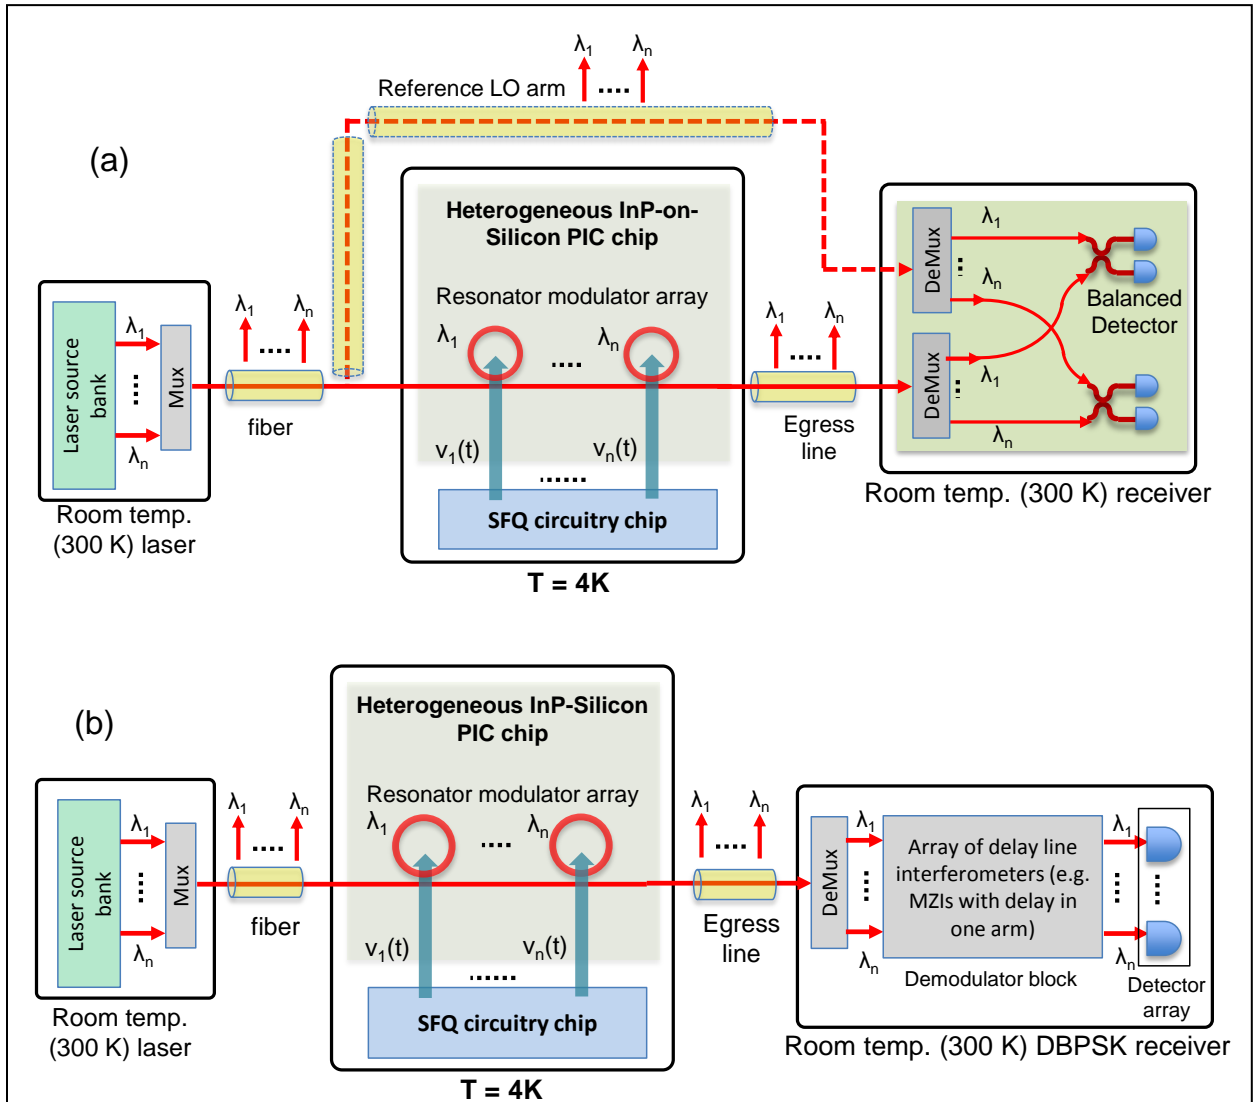 λ1 λn
Reference LO arm
(a)
Heterogeneous InP-on-
Silicon PIC chip
Resonator modulator array
λ1
λn
Laser source
bank
λ1
λn
Mux
λ1 λn
fiber
v1(t)
vn(t)
SFQ circuitry chip
T = 4K
Room temp.
(300 K) laser
λ1 λn
Egress
line
DeMux
λ1
λn
DeMux
λ1
λn
Balanced
Detector
Room temp. (300 K) receiver
(b)
Heterogeneous InP-Silicon
PIC chip
Resonator modulator array
λ1
λn
Laser source
bank
λ1
λn
Mux
λ1 λn
fiber
v1(t)
vn(t)
SFQ circuitry chip
T = 4K
Room temp.
(300 K) laser
λ1 λn
Egress
line
DeMux
λ1
λn
Array of delay line
interferometers (e.g.
MZIs with delay in
one arm)
Demodulator block
λ1
λn
Detector
array
Room temp. (300 K) DBPSK receiver